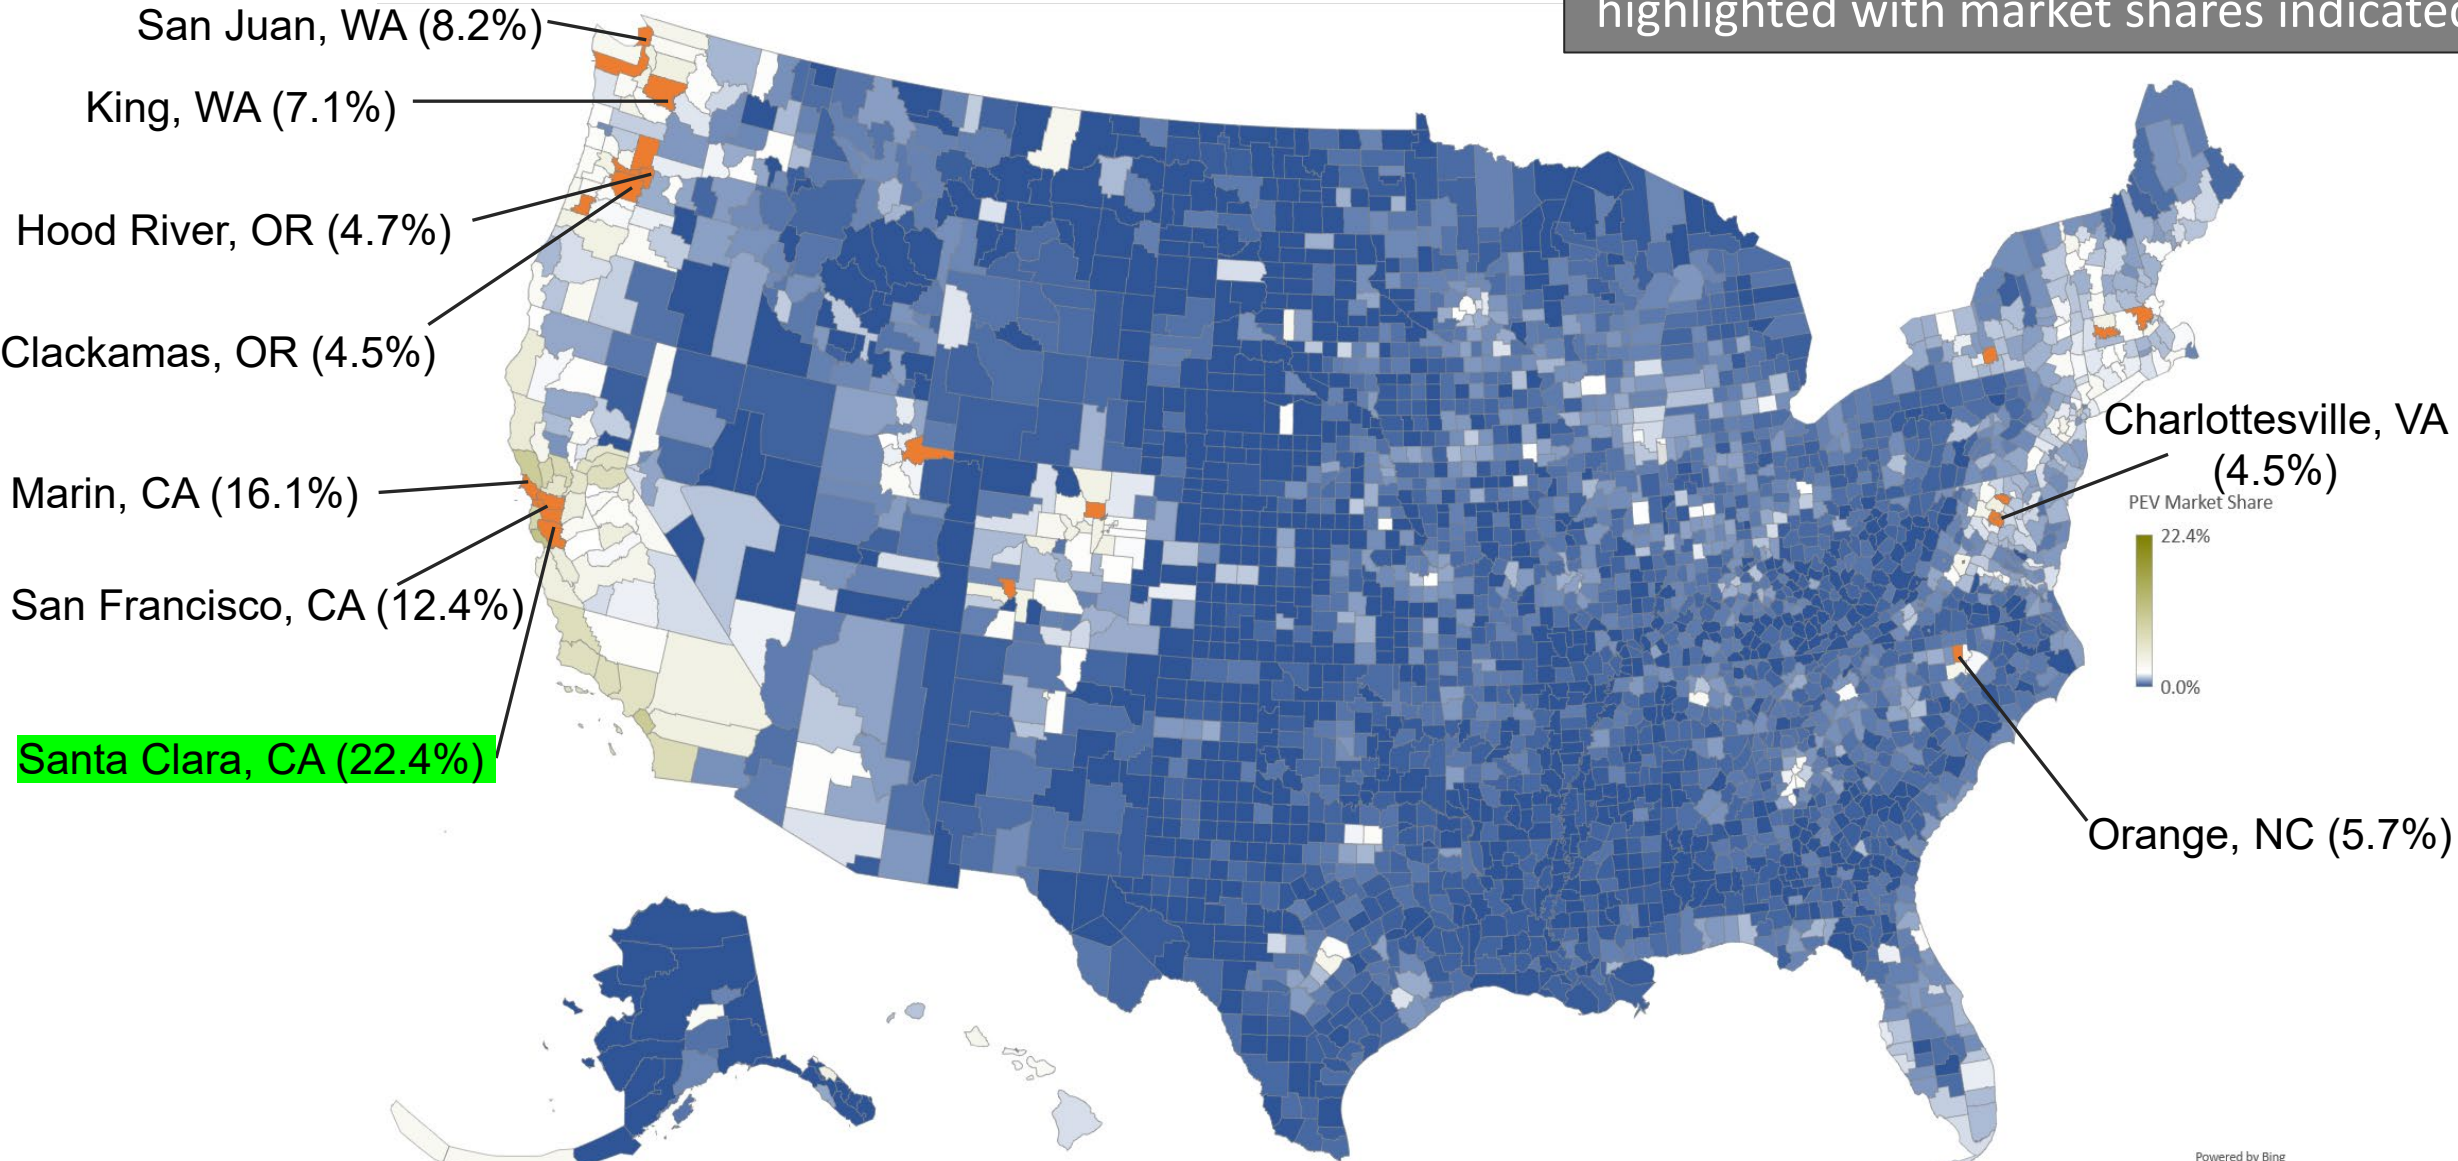 highlighted with market shares indicated
San Juan, WA (8.2%)
King, WA (7.1%)
Hood River, OR (4.7%)
Clackamas, OR (4.5%)
Marin, CA (16.1%)
San Francisco, CA (12.4%)
Santa Clara, CA (22.4%)
Charlottesville, VA
(4.5%)
PEV Market Share
22.4%
0.0%
Orange, NC (5.7%)
Powered by Bing